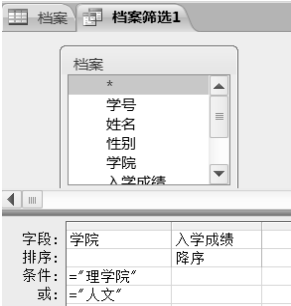 档案
档案筛选1
档案
*
学号
姓名
性别
学院
入学成绩
字段: 学院 入学成绩
排序: 降序
条件: ="理学院"
或: ="人文"